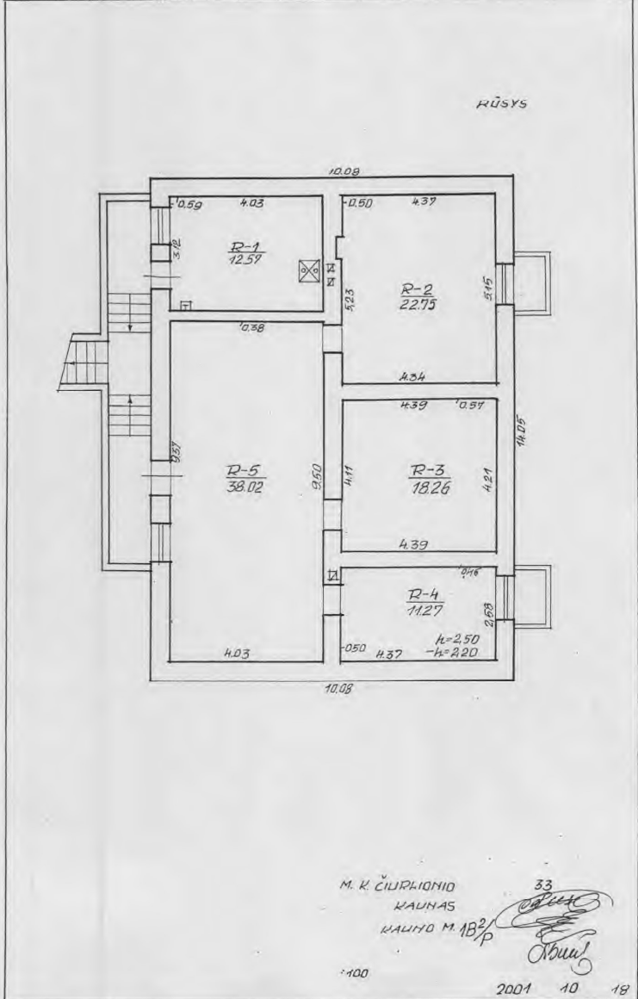 RŪSYS
10.08
0.59 4.03 0.50 4.37
3.12
R-1
12.57
R-2
22.75
5.23
5.15
0.38
4.34
4.39 0.57
14.05
9.37
R-5
38.02
9.50
4.11
R-3
18.26
4.21
4.39
0.46
R-4
11.27
2.58
h=2,50
-h=2,20
0.50 4.37
4.03
10.08
M. K. ČIURLIONIO 33
KAUNAS
KAUNO M. 1B2/P
:100
2001 10 18